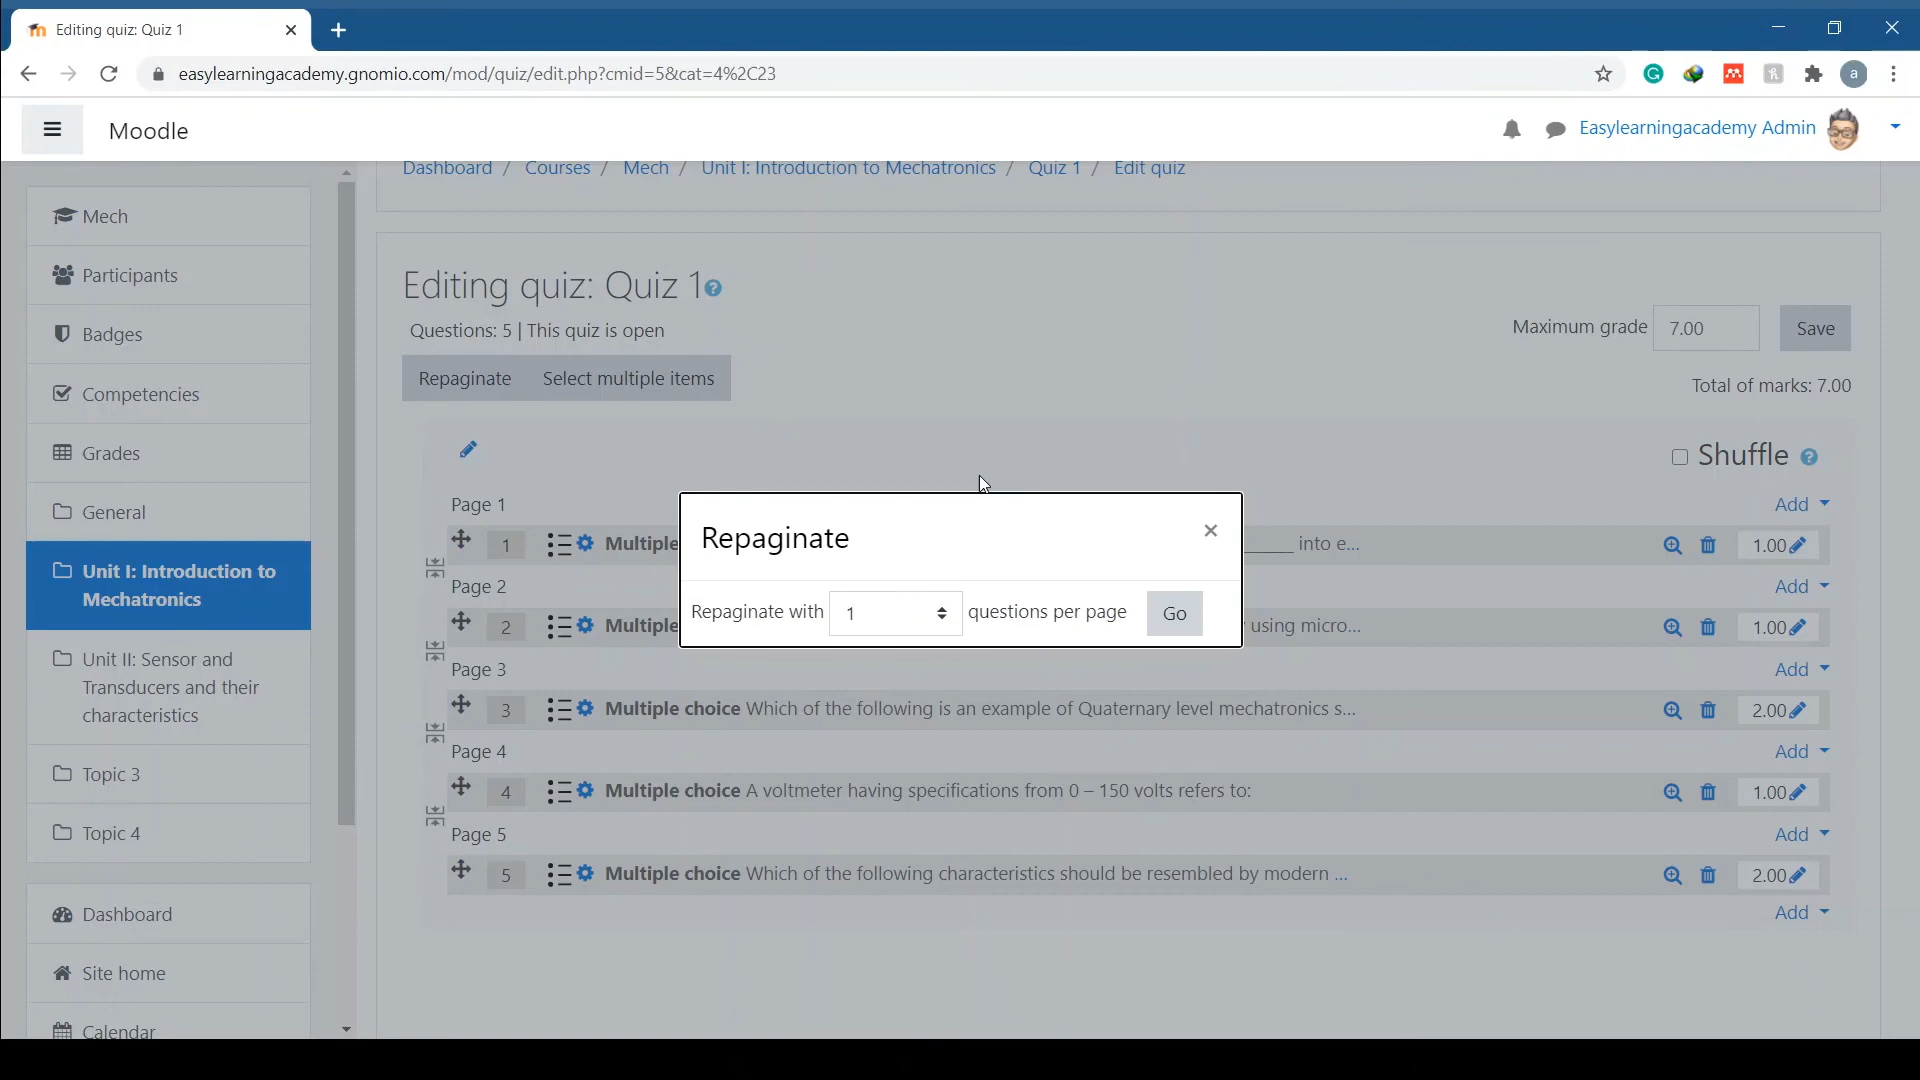 Editing quiz: Quiz 1
easylearningacademy.gnomio.com/mod/quiz/edit.php?cmid=5&cat=4%2C23
a
Moodle
Easylearningacademy Admin
Dashboard / Courses / Mech / Unit I: Introduction to Mechatronics / Quiz 1 / Edit quiz
Mech
Participants
Badges
Competencies
Grades
General
Unit I: Introduction to
Mechatronics
Unit II: Sensor and
Transducers and their
characteristics
Topic 3
Topic 4
Dashboard
Site home
Calendar
Editing quiz: Quiz 1
Questions: 5 | This quiz is open
Maximum grade 7.00 Save
Repaginate Select multiple items
Total of marks: 7.00
Shuffle
Page 1 Add
1 Multiple ______ into e... 1.00
Page 2 Add
2 Multiple using micro... 1.00
Page 3 Add
3 Multiple choice Which of the following is an example of Quaternary level mechatronics s... 2.00
Page 4 Add
4 Multiple choice A voltmeter having specifications from 0 – 150 volts refers to: 1.00
Page 5 Add
5 Multiple choice Which of the following characteristics should be resembled by modern ... 2.00
Add
Repaginate
Repaginate with 1 questions per page Go